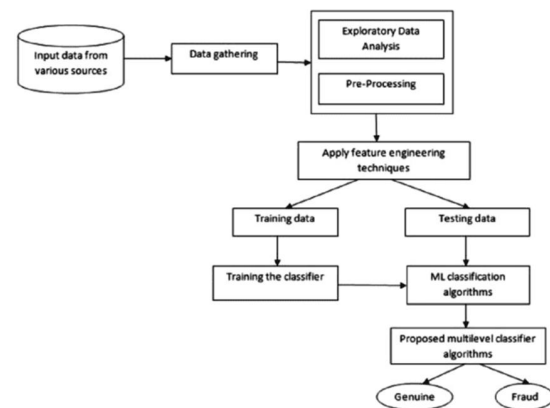 Input data from
various sources
Data gathering
Exploratory Data
Analysis
Pre-Processing
Apply feature engineering
techniques
Training data
Testing data
Training the classifier
ML classification
algorithms
Proposed multilevel classifier
algorithms
Genuine
Fraud